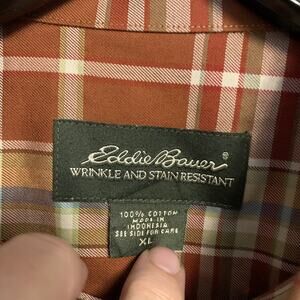 Eddie Bauer®
WRINKLE AND STAIN RESISTANT
100% COTTON
MADE IN
INDONESIA
SEE SIDE FOR CARE
XL